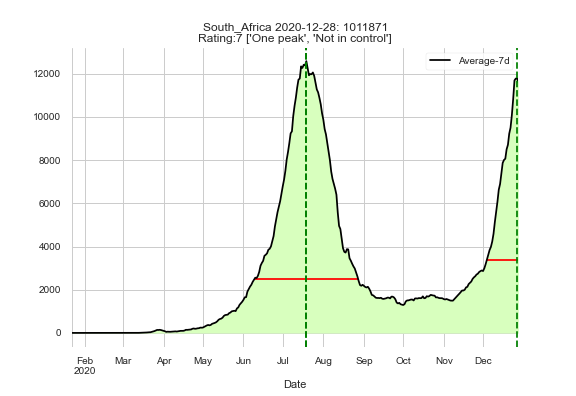 South_Africa 2020-12-28: 1011871
Rating:7 ['One peak', 'Not in control']
Average-7d
12000
10000
8000
6000
4000
2000
0
Feb Mar Apr May Jun Jul Aug Sep Oct Nov Dec
2020
Date